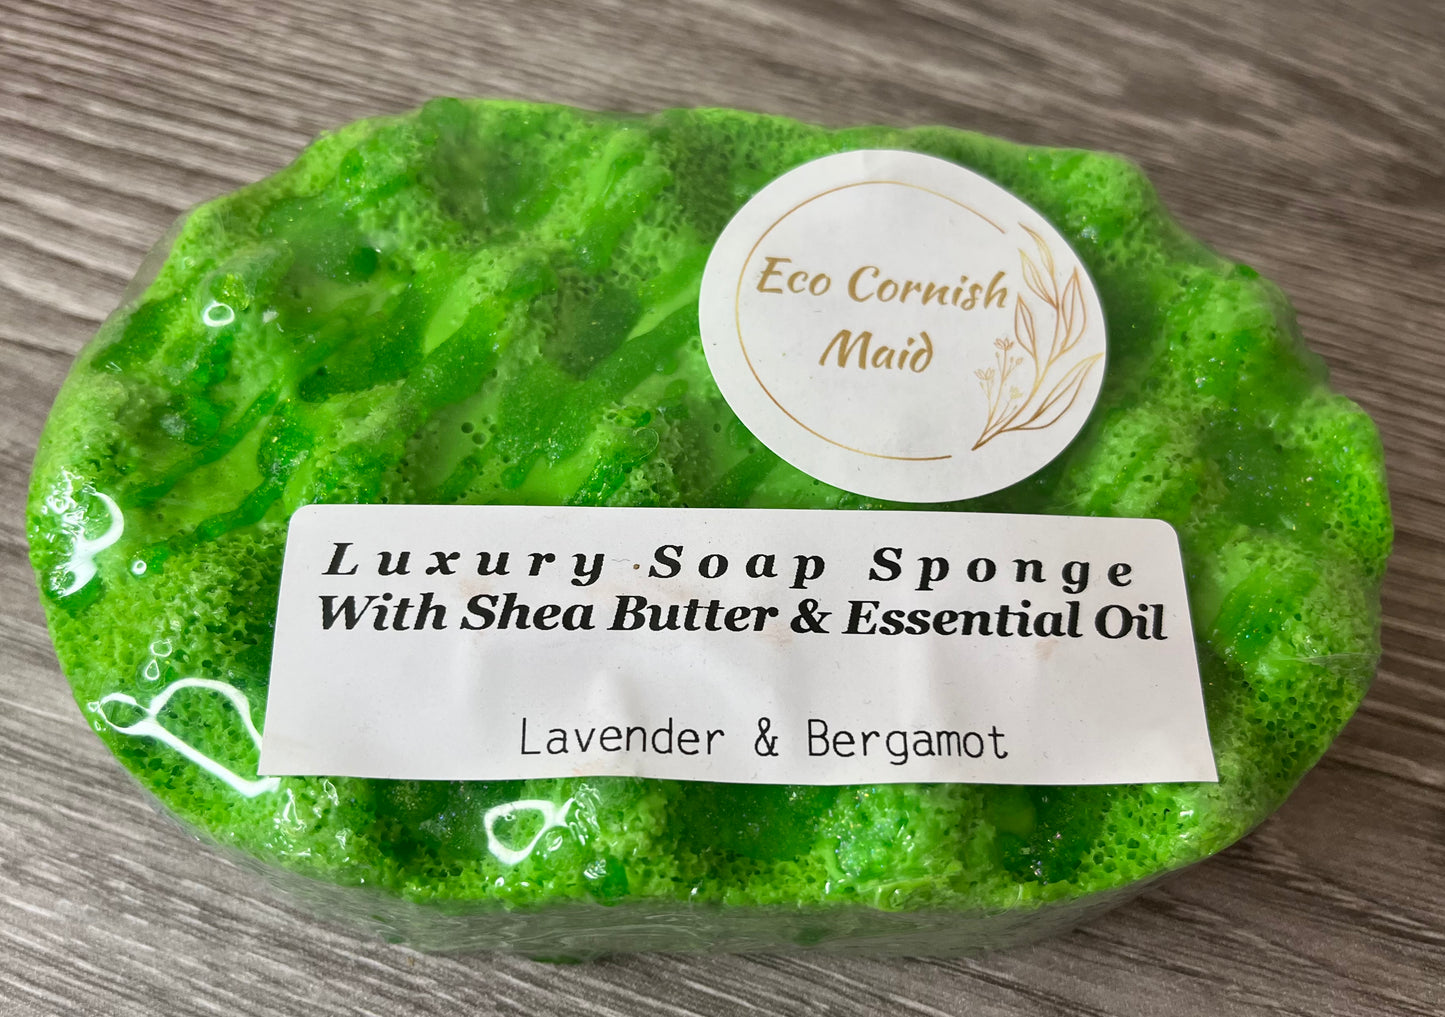 Eco Cornish
Maid
Luxury Soap Sponge
With Shea Butter & Essential Oil
Lavender & Bergamot